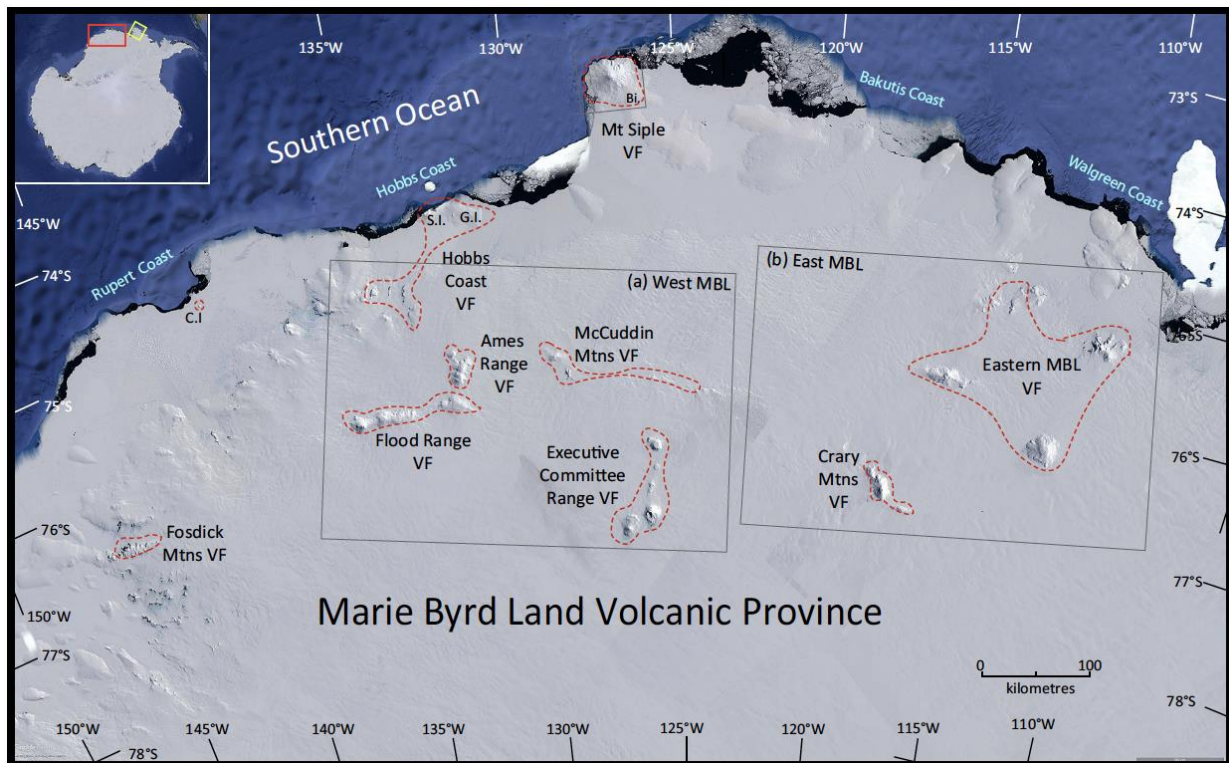 135°W
130°W
125°W
120°W
115°W
110°W
Southern Ocean
Bi.
Mt Siple
VF
Bakutis Coast
73°S
Hobbs Coast
Walgreen Coast
145°W
S.I.
G.I.
74°S
Rupert Coast
74°S
Hobbs
Coast
VF
(a) West MBL
(b) East MBL
C.I
Ames
Range
VF
McCuddin
Mtns VF
75°S
Eastern MBL
VF
75°S
Flood Range
VF
Executive
Committee
Range VF
Crary
Mtns
VF
76°S
76°S
Fosdick
Mtns VF
77°S
150°W
Marie Byrd Land Volcanic Province
77°S
0 100
kilometres
78°S
150°W
145°W
140°W
135°W
130°W
125°W
120°W
115°W
110°W
78°S